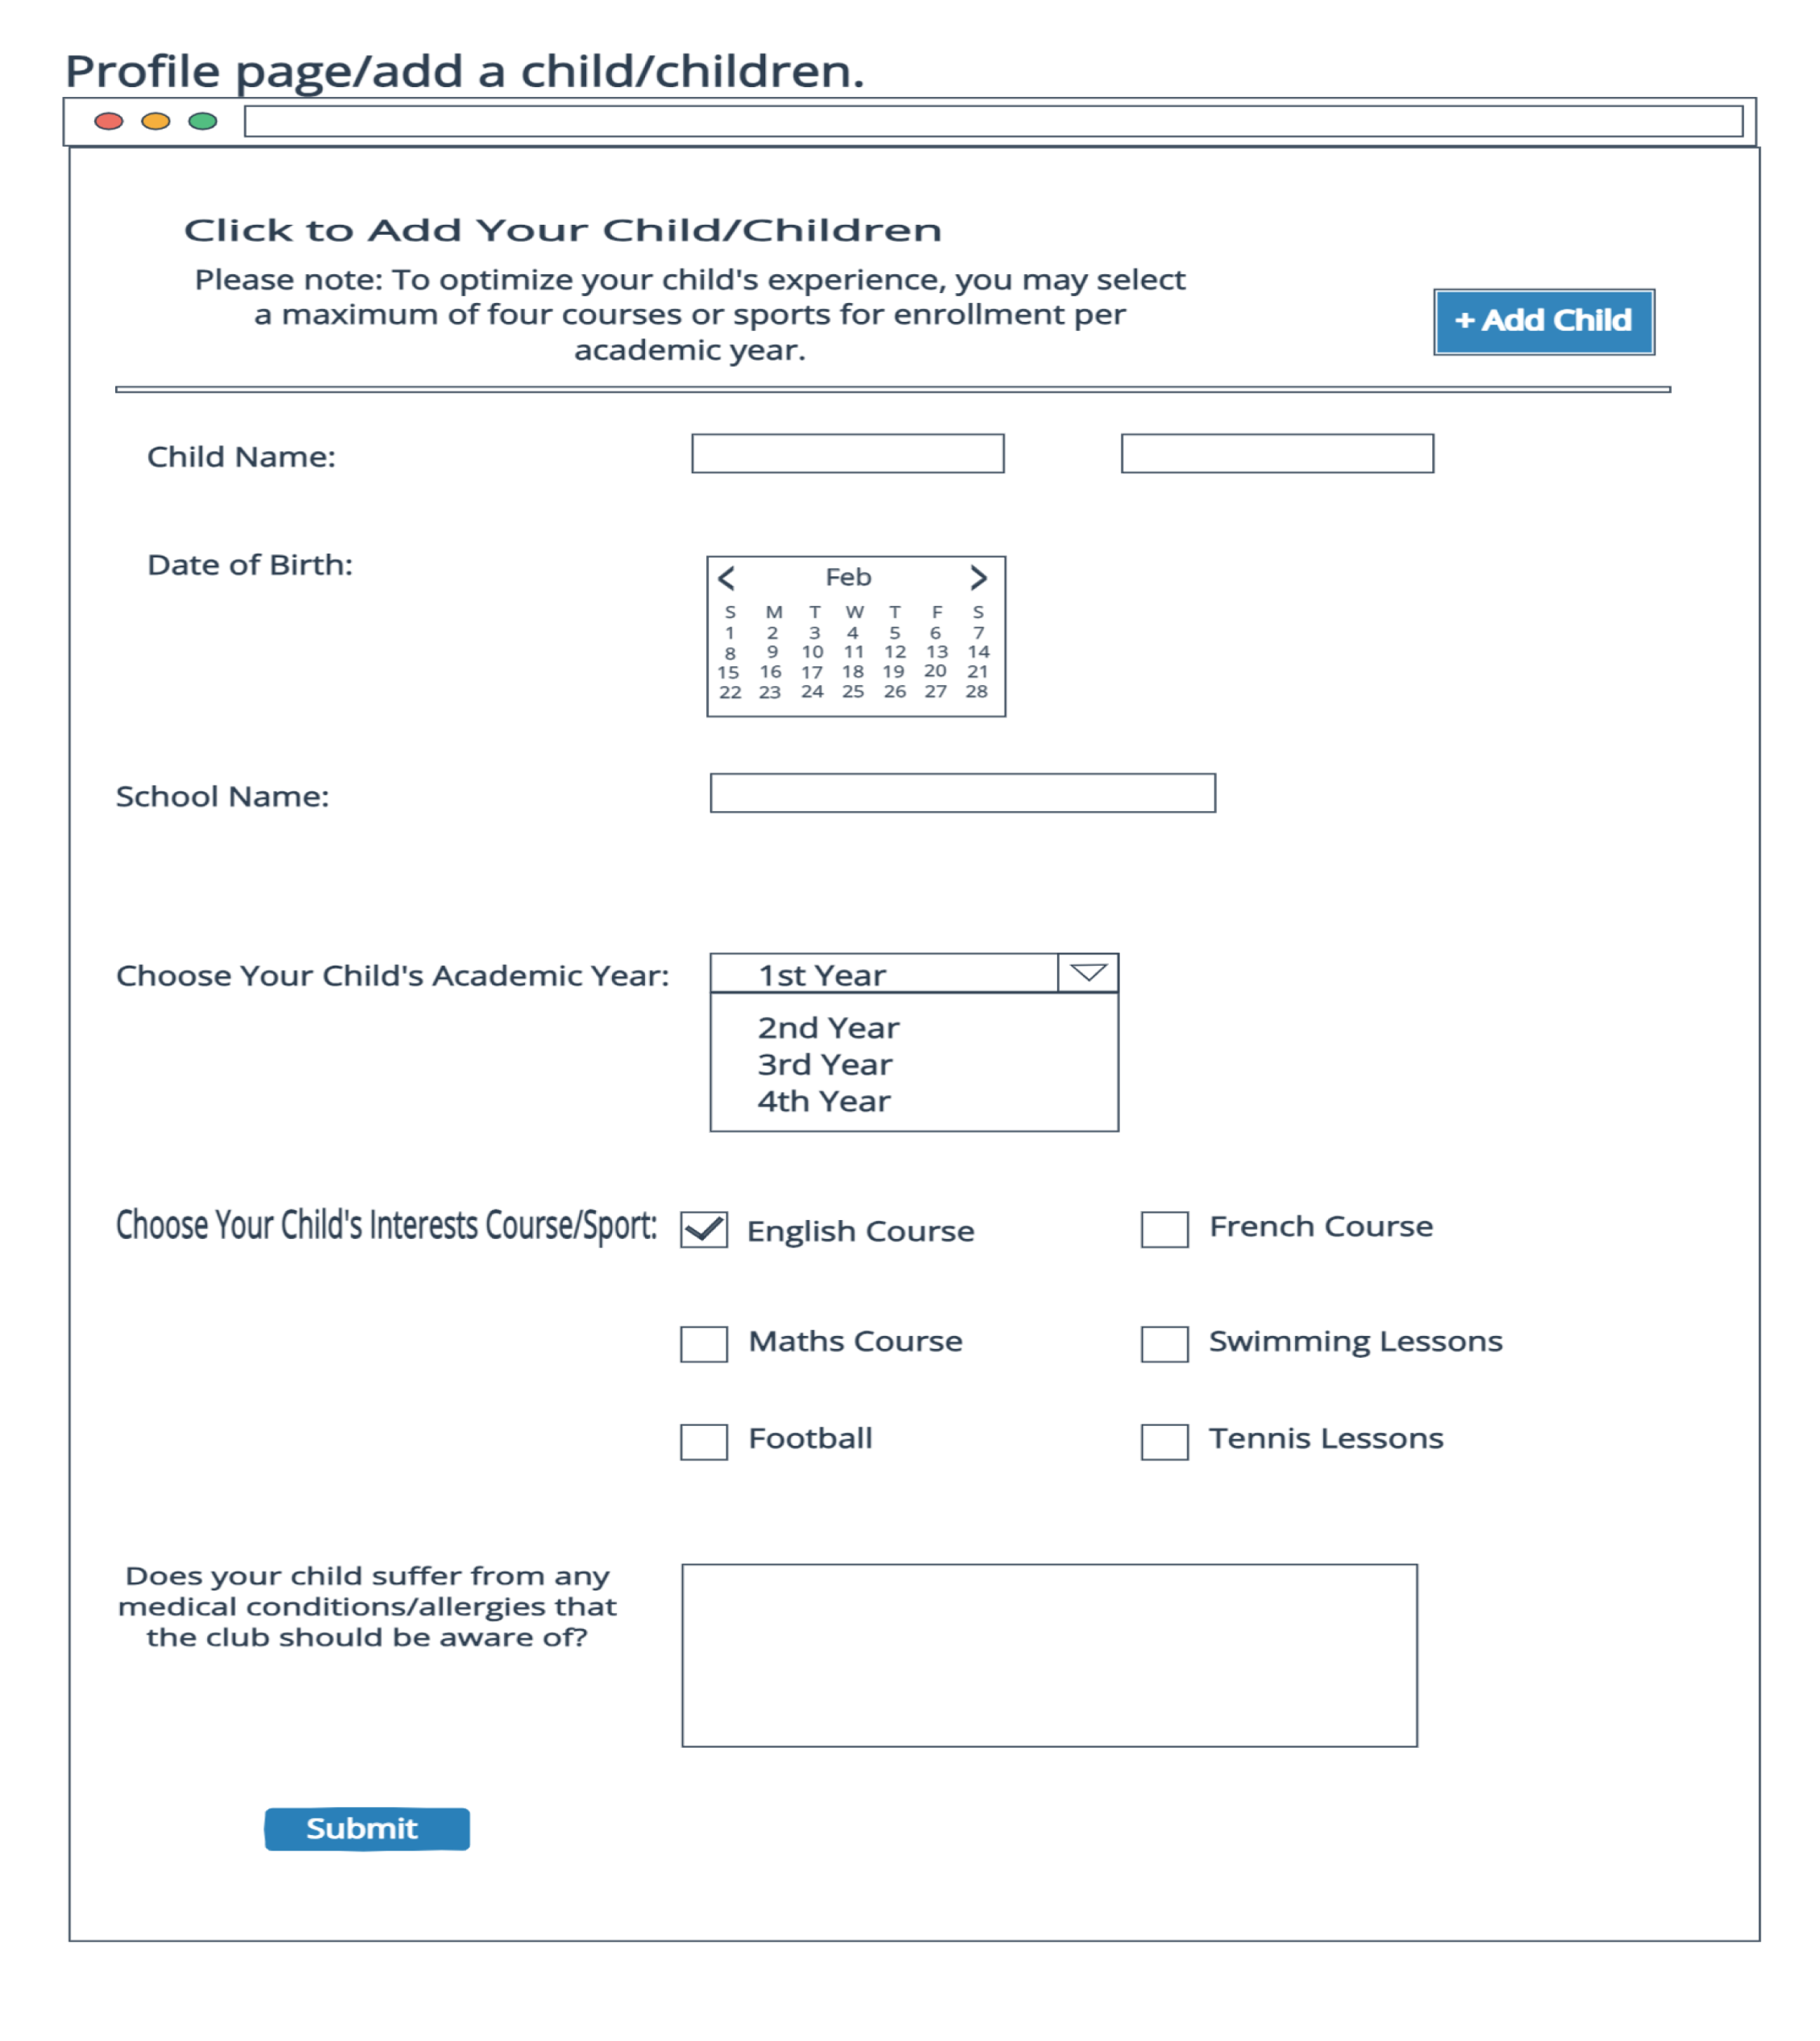 Profile page/add a child/children.
Click to Add Your Child/Children
Please note: To optimize your child's experience, you may select
a maximum of four courses or sports for enrollment per
academic year.
+ Add Child
Child Name:
Date of Birth:
< Feb >
S M T W T F S
1 2 3 4 5 6 7
8 9 10 11 12 13 14
15 16 17 18 19 20 21
22 23 24 25 26 27 28
School Name:
Choose Your Child's Academic Year:
1st Year
2nd Year
3rd Year
4th Year
Choose Your Child's Interests Course/Sport:
English Course
French Course
Maths Course
Swimming Lessons
Football
Tennis Lessons
Does your child suffer from any
medical conditions/allergies that
the club should be aware of?
Submit